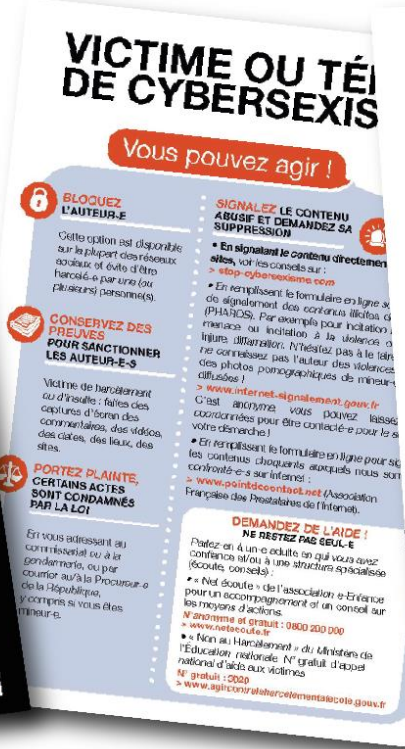 VICTIME OU TÉ
DE CYBERSEXIS
Vous pouvez agir !
BLOQUEZ
L'AUTEUR-E
Cette option est disponible
sur la plupart des réseaux
sociaux et évite d'être
harcelé-e par une (ou
plusieurs) personne(s).
CONSERVEZ DES
PREUVES
POUR SANCTIONNER
LES AUTEUR-E-S
Victime de harcèlement
ou d'insulte : faites des
captures d'écran des
commentaires, des vidéos,
des dates, des lieux, des
sites.
PORTEZ PLAINTE,
CERTAINS ACTES
SONT CONDAMNÉS
PAR LA LOI
En vous adressant au
commissariat ou à la
gendarmerie, ou par
courrier au/à la Procureur-e
de la République,
y compris si vous êtes
mineur-e.
SIGNALEZ LE CONTENU
ABUSIF ET DEMANDEZ SA
SUPPRESSION
• En signalant le contenu directemen
sites, voir les conseils sur :
> stop-cybersexisme.com
• En remplissant le formulaire en ligne
de signalement des contenus illicites
(PHAROS). Par exemple pour incitation
menace ou incitation à la violence
injure diffamation. N'hésitez pas à le faire
ne connaissez pas l'auteur des violences
des photos pornographiques de mineur-
diffusées !
> www.internet-signalement.gouv.fr
C'est anonyme vous pouvez laisse
coordonnées pour être contacté-e pour le
votre démarche !
• En remplissant le formulaire en ligne pour
les contenus choquants auxquels nous som
confronté-e-s sur internet :
> www.pointdecontact.net (Association
Française des Prestataires de l'Internet).
DEMANDEZ DE L'AIDE !
NE RESTEZ PAS SEUL-E
Parlez-en à un-e adulte en qui vous avez
confiance et/ou à une structure spécialisée
(écoute, conseils) :
• « Net écoute » de l'association e-Enfance
pour un accompagnement et un conseil sur
les moyens d'actions.
N° anonyme et gratuit : 0800 200 000
> www.netecoute.fr
• « Non au Harcèlement » du Ministère de
l'Éducation nationale N° gratuit d'appel
national d'aide aux victimes
N° gratuit : 3020
> www.agircontreleharcelementalecole.gouv.fr